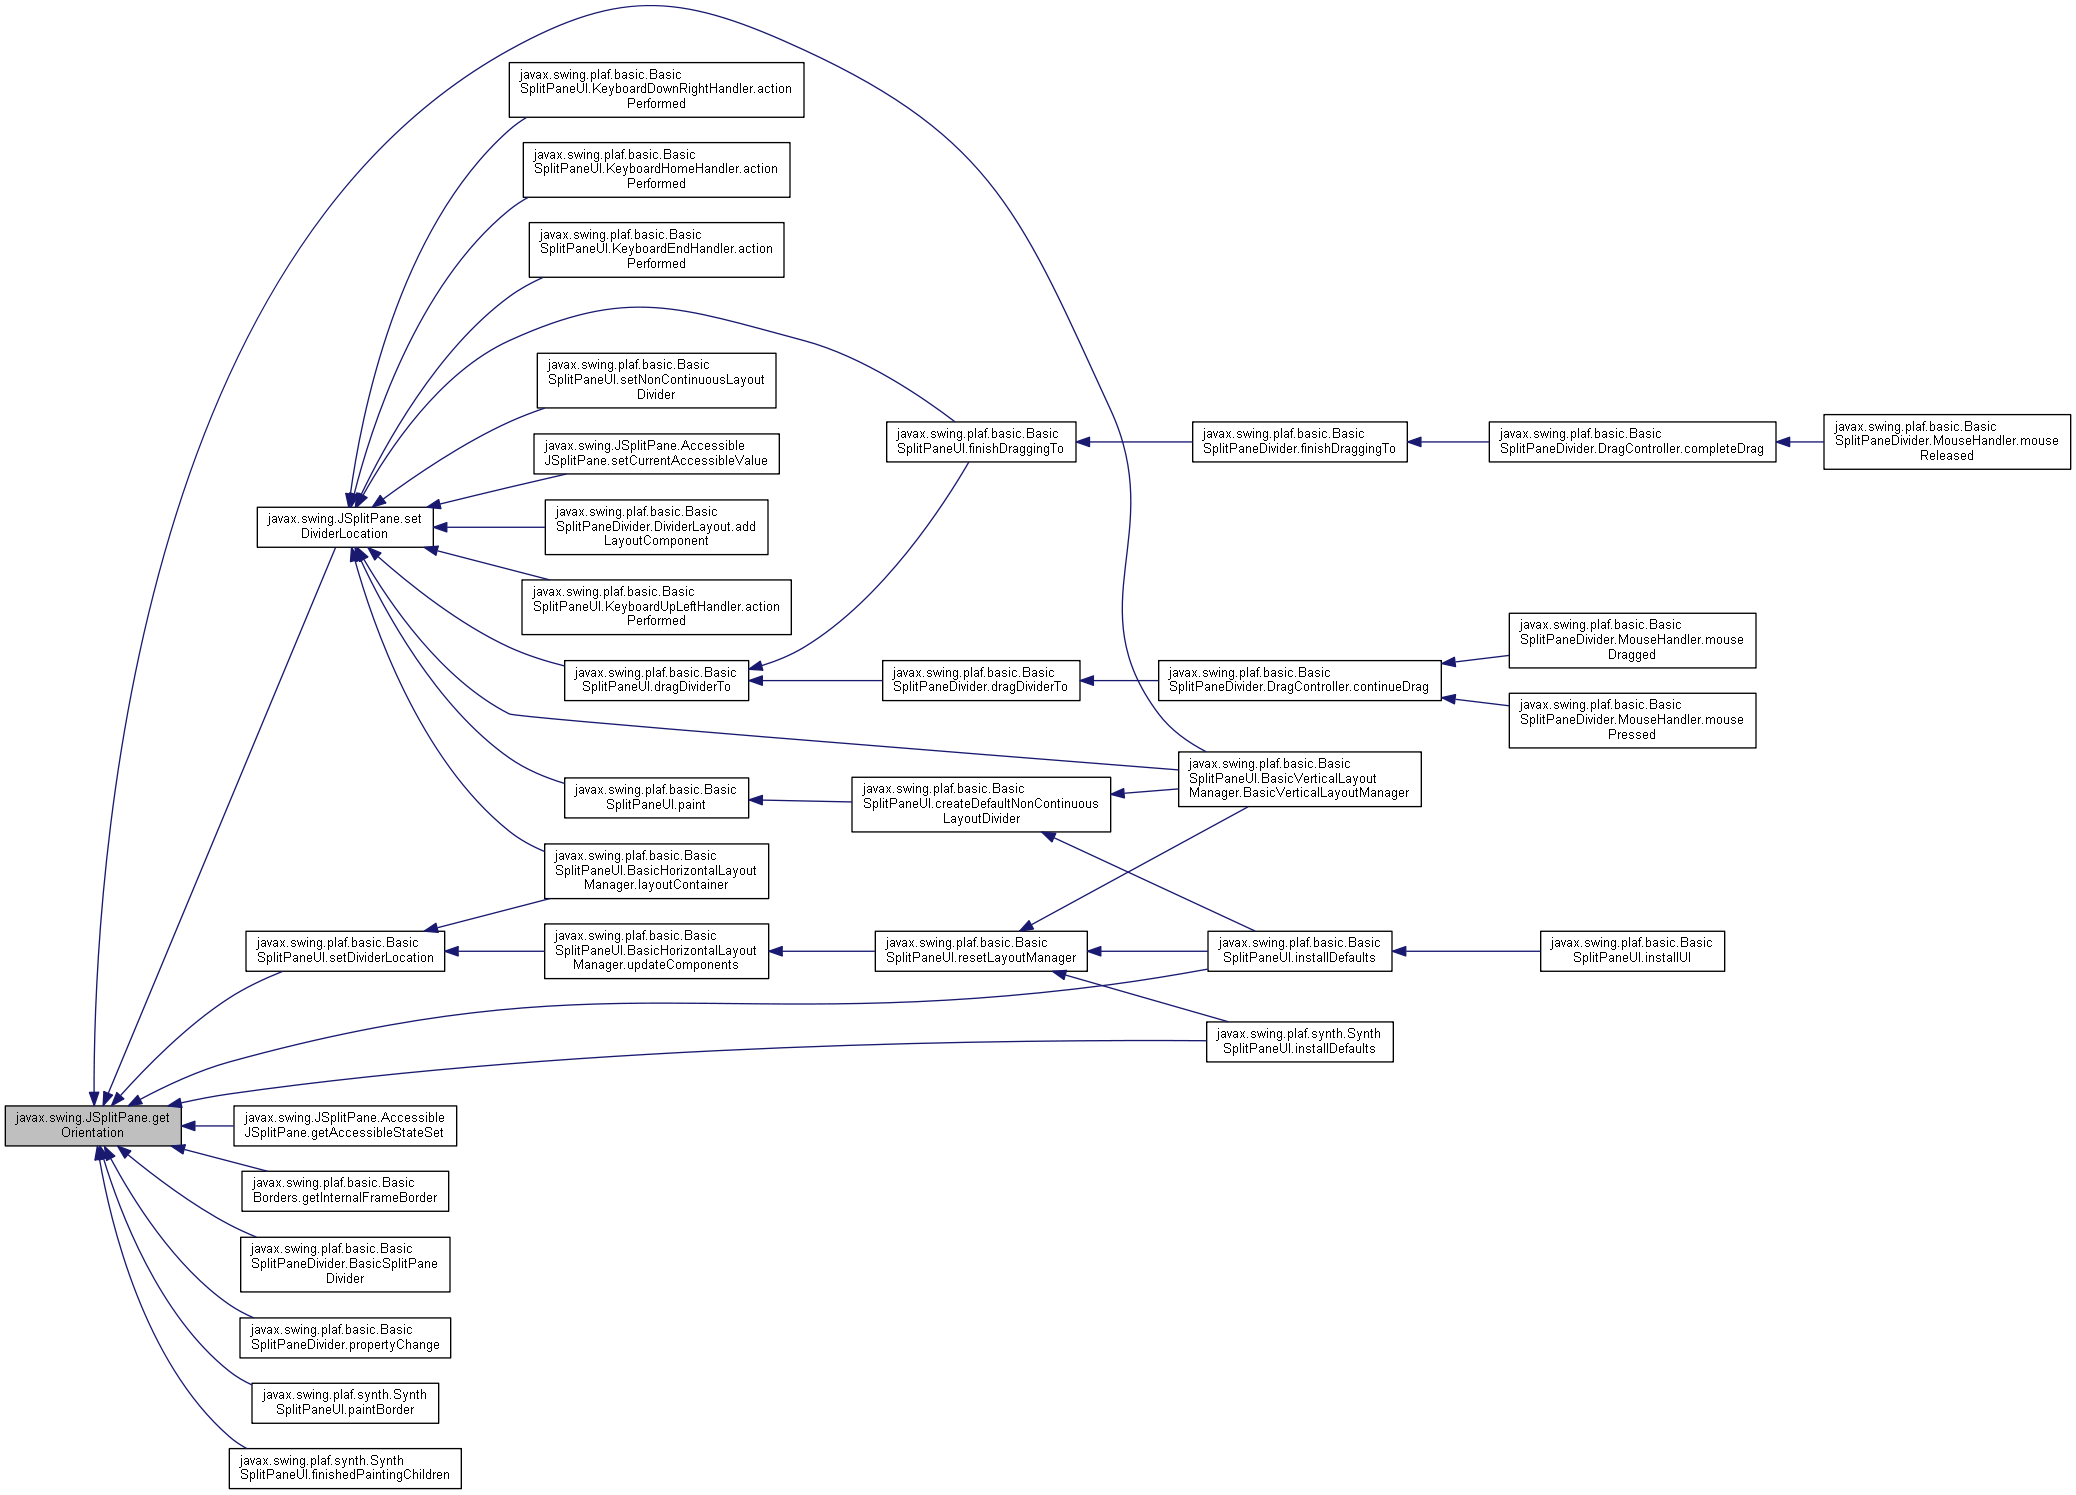 javax.swing.plaf.basic.Basic
SplitPaneUI.KeyboardDownRightHandler.action
Performed
javax.swing.plaf.basic.Basic
SplitPaneUI.KeyboardHomeHandler.action
Performed
javax.swing.plaf.basic.Basic
SplitPaneUI.KeyboardEndHandler.action
Performed
javax.swing.plaf.basic.Basic
SplitPaneUI.setNonContinuousLayout
Divider
javax.swing.JSplitPane.Accessible
JSplitPane.setCurrentAccessibleValue
javax.swing.plaf.basic.Basic
SplitPaneUI.finishDraggingTo
javax.swing.plaf.basic.Basic
SplitPaneDivider.finishDraggingTo
javax.swing.plaf.basic.Basic
SplitPaneDivider.DragController.completeDrag
javax.swing.plaf.basic.Basic
SplitPaneDivider.MouseHandler.mouse
Released
javax.swing.JSplitPane.set
DividerLocation
javax.swing.plaf.basic.Basic
SplitPaneDivider.DividerLayout.add
LayoutComponent
javax.swing.plaf.basic.Basic
SplitPaneUI.KeyboardUpLeftHandler.action
Performed
javax.swing.plaf.basic.Basic
SplitPaneUI.dragDividerTo
javax.swing.plaf.basic.Basic
SplitPaneDivider.dragDividerTo
javax.swing.plaf.basic.Basic
SplitPaneDivider.DragController.continueDrag
javax.swing.plaf.basic.Basic
SplitPaneDivider.MouseHandler.mouse
Dragged
javax.swing.plaf.basic.Basic
SplitPaneDivider.MouseHandler.mouse
Pressed
javax.swing.plaf.basic.Basic
SplitPaneUI.paint
javax.swing.plaf.basic.Basic
SplitPaneUI.createDefaultNonContinuous
LayoutDivider
javax.swing.plaf.basic.Basic
SplitPaneUI.BasicVerticalLayout
Manager.BasicVerticalLayoutManager
javax.swing.plaf.basic.Basic
SplitPaneUI.BasicHorizontalLayout
Manager.layoutContainer
javax.swing.plaf.basic.Basic
SplitPaneUI.setDividerLocation
javax.swing.plaf.basic.Basic
SplitPaneUI.BasicHorizontalLayout
Manager.updateComponents
javax.swing.plaf.basic.Basic
SplitPaneUI.resetLayoutManager
javax.swing.plaf.basic.Basic
SplitPaneUI.installDefaults
javax.swing.plaf.basic.Basic
SplitPaneUI.installUI
javax.swing.plaf.synth.Synth
SplitPaneUI.installDefaults
javax.swing.JSplitPane.get
Orientation
javax.swing.JSplitPane.Accessible
JSplitPane.getAccessibleStateSet
javax.swing.plaf.basic.Basic
Borders.getInternalFrameBorder
javax.swing.plaf.basic.Basic
SplitPaneDivider.BasicSplitPane
Divider
javax.swing.plaf.basic.Basic
SplitPaneDivider.propertyChange
javax.swing.plaf.synth.Synth
SplitPaneUI.paintBorder
javax.swing.plaf.synth.Synth
SplitPaneUI.finishedPaintingChildren